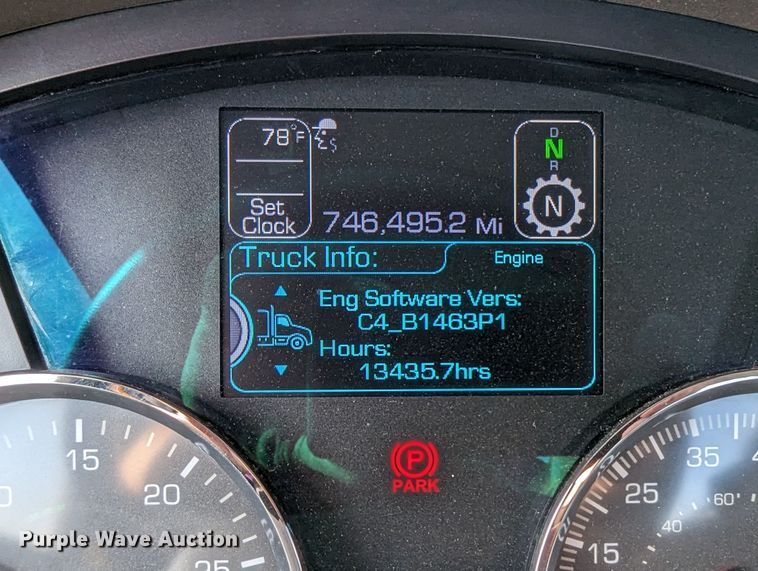 78°F
D
N
R
N
Set
Clock
746,495.2 Mi
Truck Info:
Engine
Eng Software Vers:
C4_B1463P1
Hours:
13435.7hrs
P
PARK
15
20
25
15
25
35
40
60
Purple Wave Auction